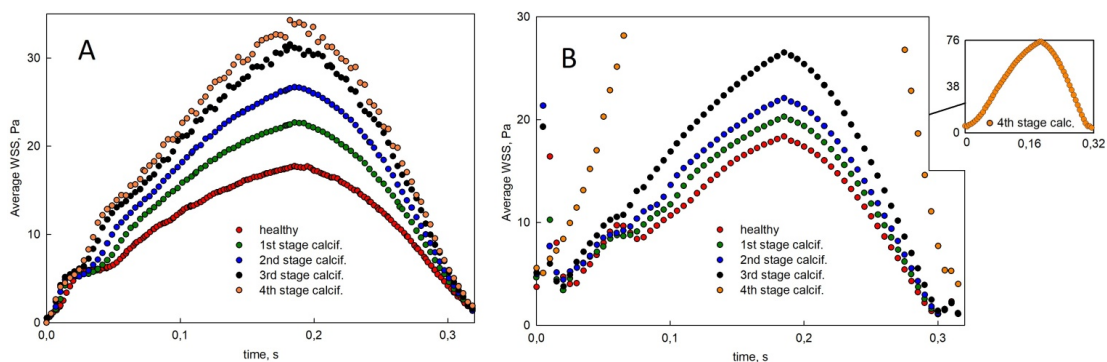 A
Average WSS, Pa
30
20
10
0
healthy
1st stage calcif.
2nd stage calcif.
3rd stage calcif.
4th stage calcif.
0,0
0,1
0,2
0,3
time, s
B
Average WSS, Pa
30
20
10
0
healthy
1st stage calcif.
2nd stage calcif.
3rd stage calcif.
4th stage calcif.
0,0
0,1
0,2
0,3
time, s
76
38
0
4th stage calc.
0
0,16
0,32